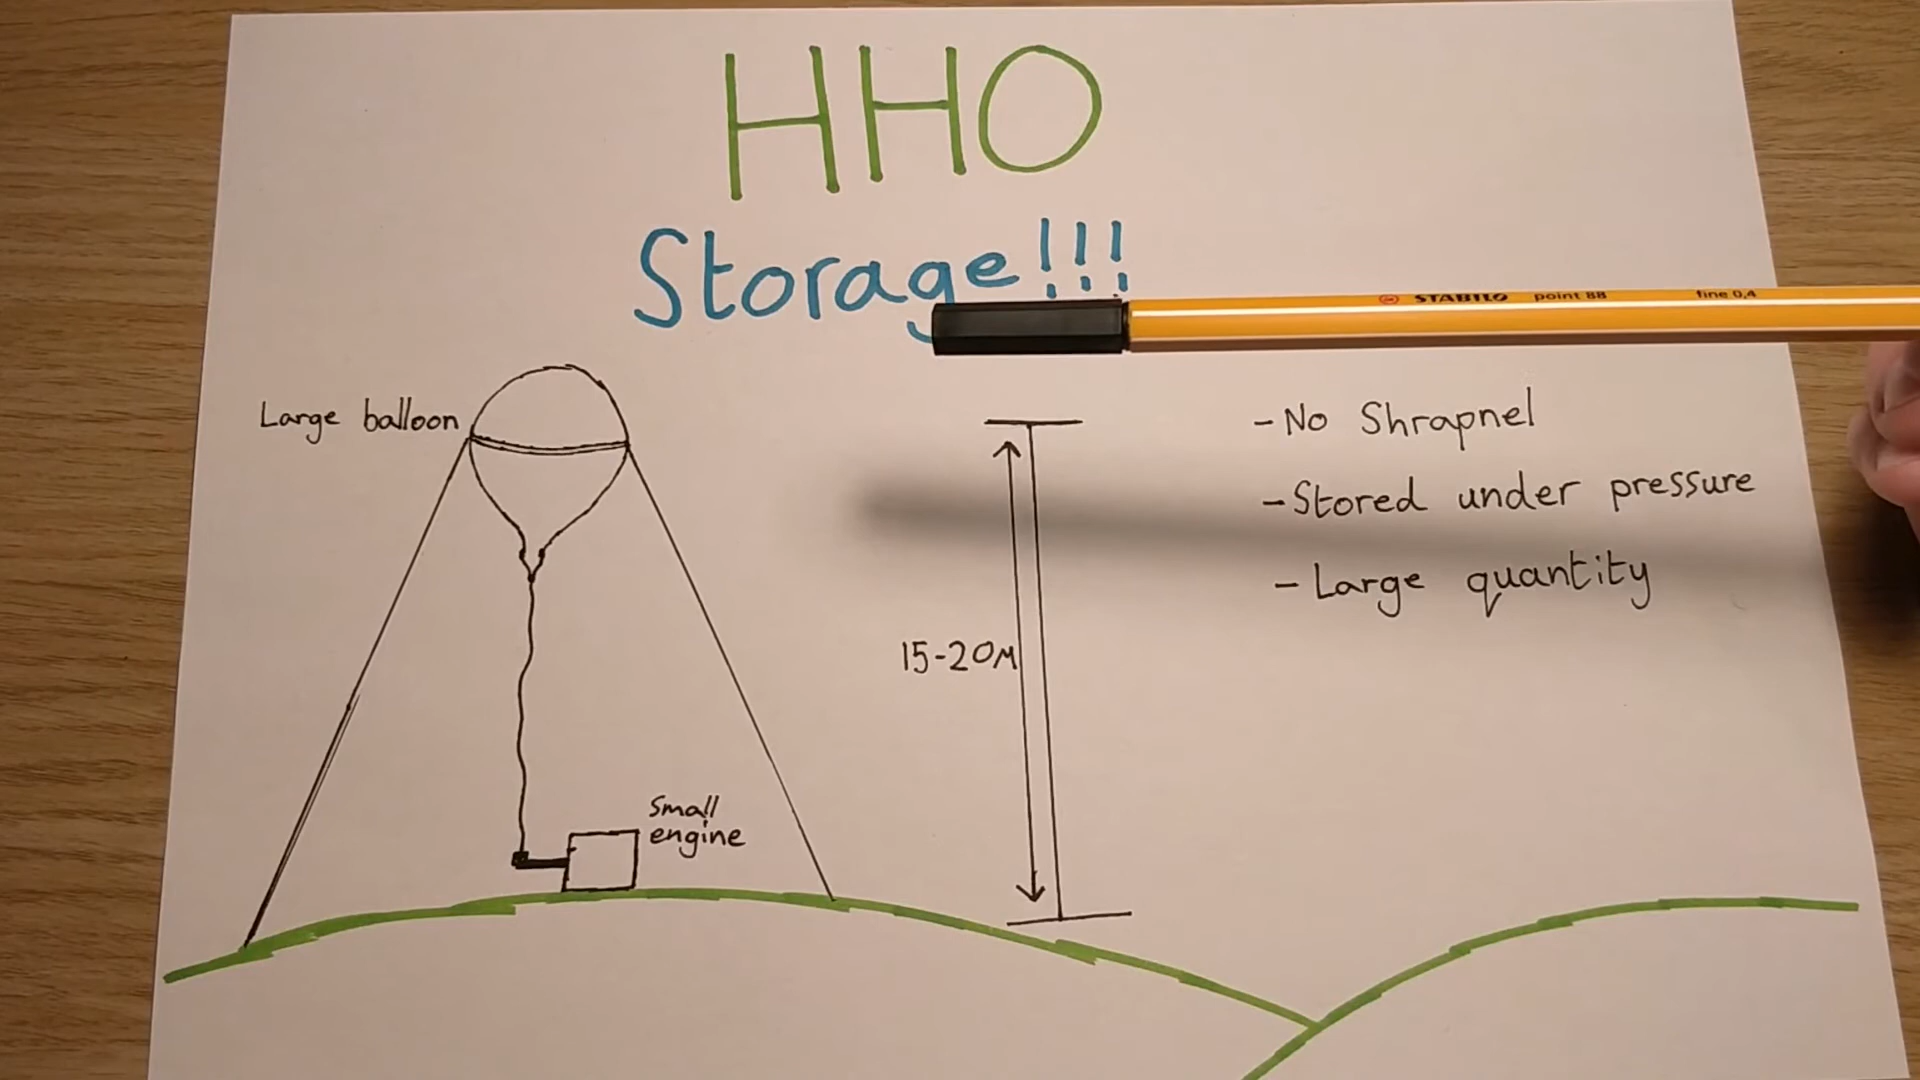 HHO
Storage!!!
STABILO point 88 fine 0,4
Large balloon
- No Shrapnel
- Stored under pressure
- Large quantity
15-20M
Small
engine